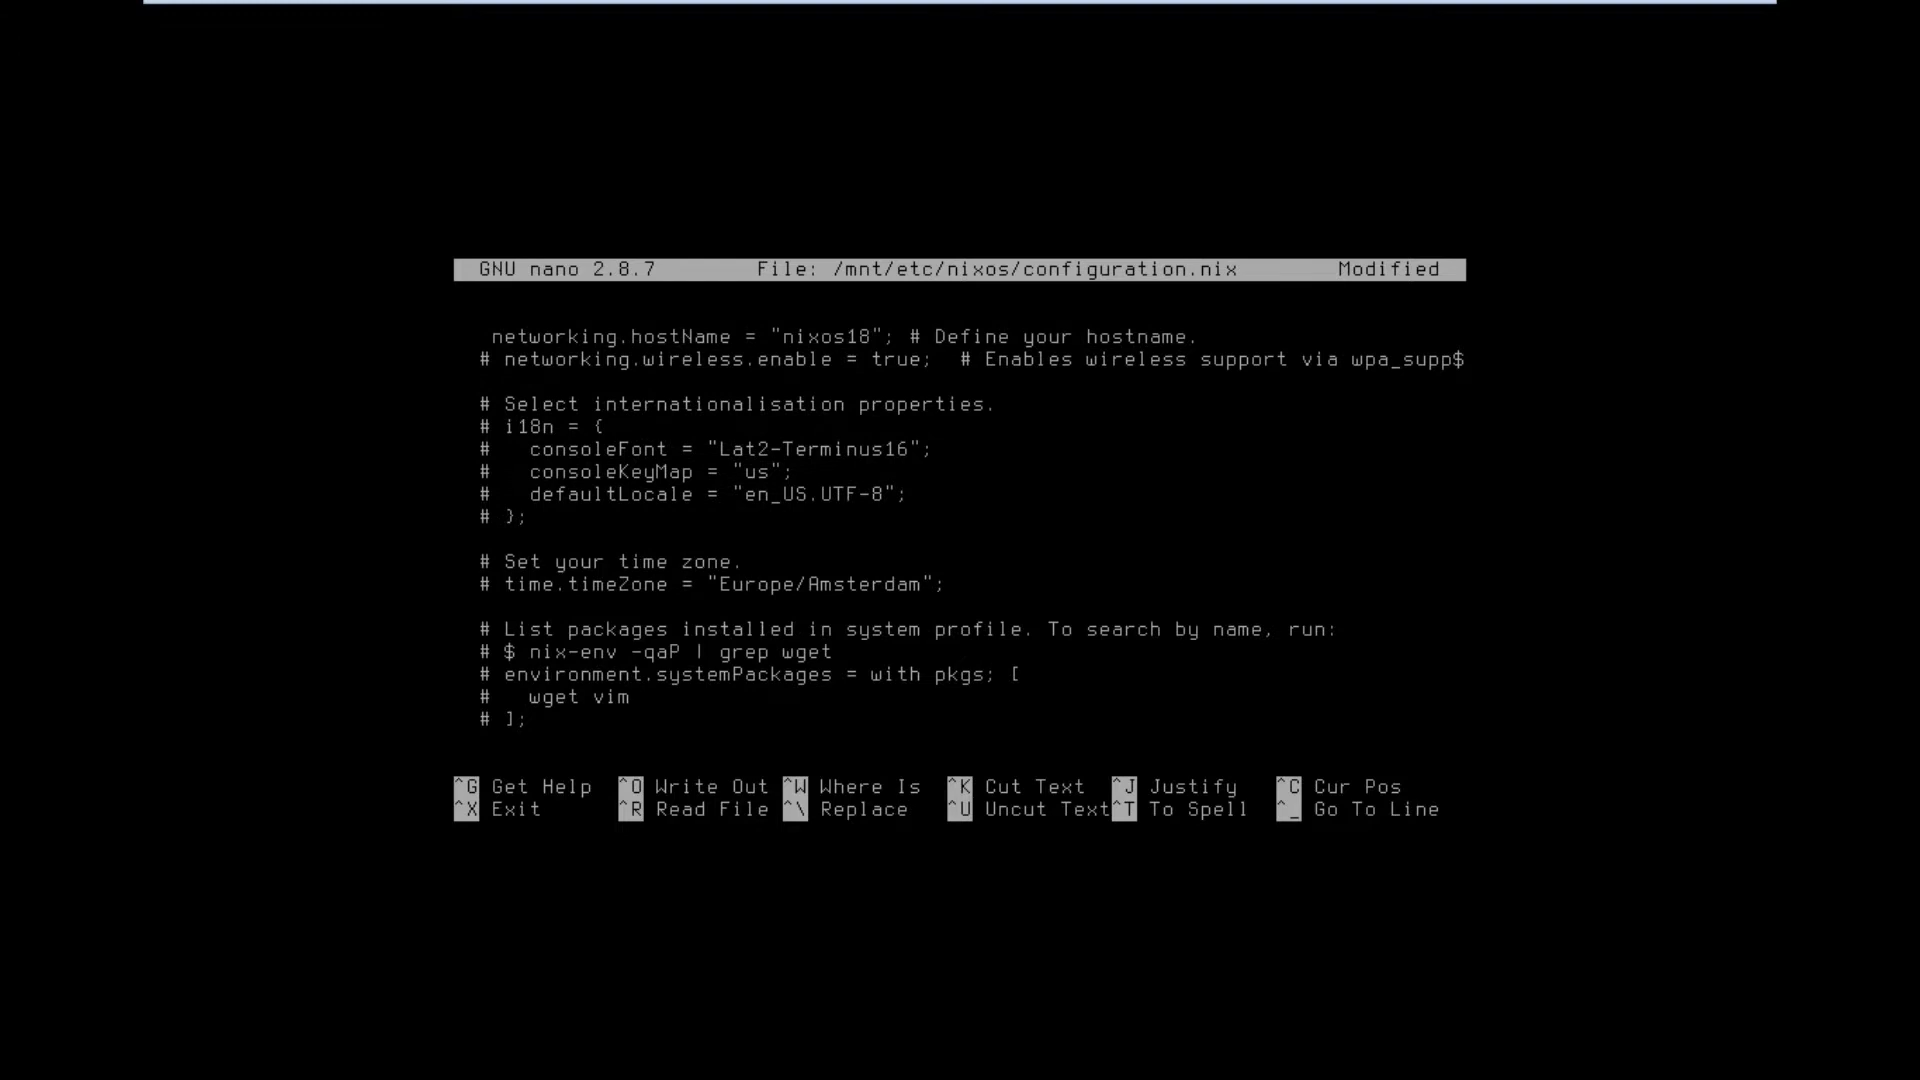 GNU nano 2.8.7 File: /mnt/etc/nixos/configuration.nix Modified
networking.hostName = "nixos18"; # Define your hostname.
# networking.wireless.enable = true;  # Enables wireless support via wpa_supp$
# Select internationalisation properties.
# i18n = {
#   consoleFont = "Lat2-Terminus16";
#   consoleKeyMap = "us";
#   defaultLocale = "en_US.UTF-8";
# };
# Set your time zone.
# time.timeZone = "Europe/Amsterdam";
# List packages installed in system profile. To search by name, run:
# $ nix-env -qaP | grep wget
# environment.systemPackages = with pkgs; [
#   wget vim
# ];
^G Get Help ^O Write Out ^W Where Is ^K Cut Text ^J Justify ^C Cur Pos
^X Exit ^R Read File ^\ Replace ^U Uncut Text ^T To Spell ^_ Go To Line